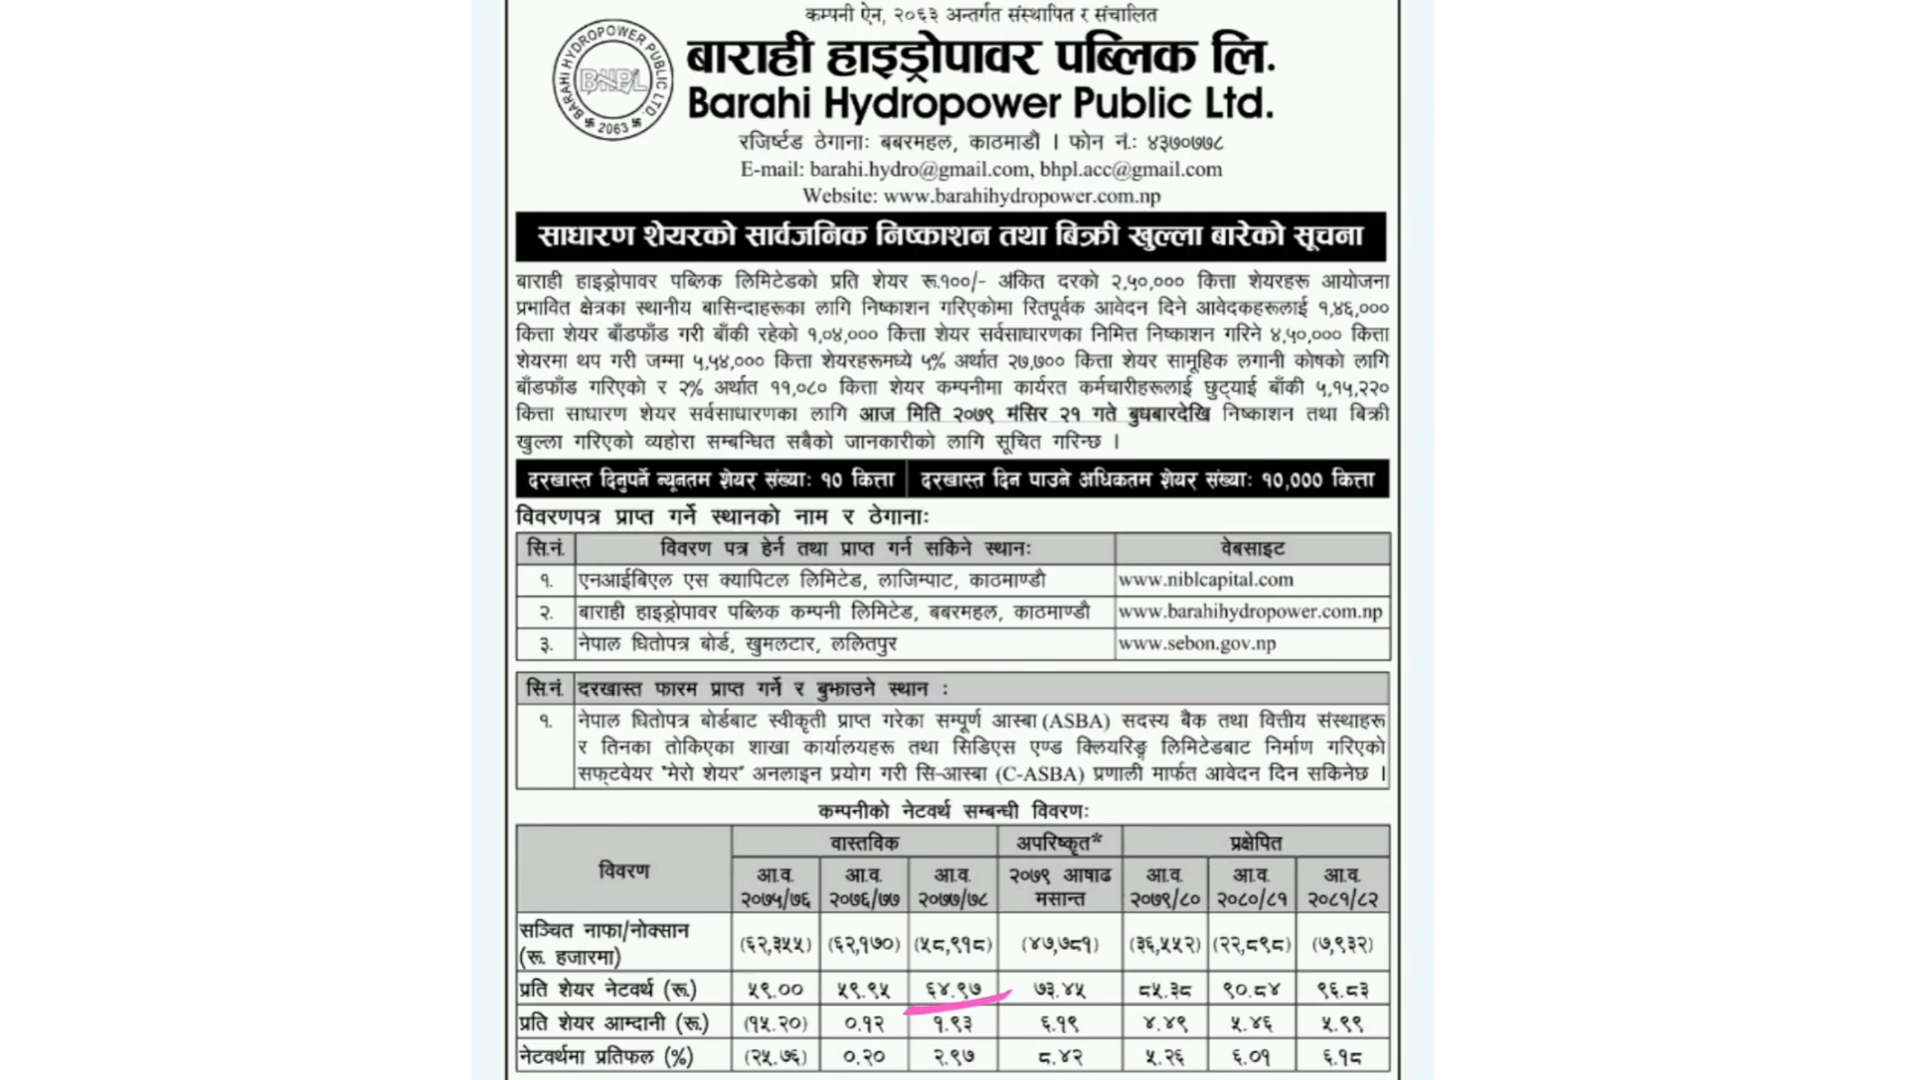 कम्पनी ऐन, २०६३ अन्तर्गत संस्थापित र संचालित
BARAHI HYDROPOWER PUBLIC LTD.
BHPL
卐 2063 卐
बाराही हाइड्रोपावर पब्लिक लि.
Barahi Hydropower Public Ltd.
रजिर्ष्टड ठेगानाः बबरमहल, काठमाडौं । फोन नं.: ४३७०७७८
E-mail: barahi.hydro@gmail.com, bhpl.acc@gmail.com
Website: www.barahihydropower.com.np
साधारण शेयरको सार्वजनिक निष्काशन तथा बिक्री खुल्ला बारेको सूचना
बाराही हाइड्रोपावर पब्लिक लिमिटेडको प्रति शेयर रू.१००/- अंकित दरको २,५०,००० कित्ता शेयरहरू आयोजना
प्रभावित क्षेत्रका स्थानीय बासिन्दाहरूका लागि निष्काशन गरिएकोमा रितपूर्वक आवेदन दिने आवेदकहरूलाई १,४६,०००
कित्ता शेयर बाँडफाँड गरी बाँकी रहेको १,०४,००० कित्ता शेयर सर्वसाधारणका निमित्त निष्काशन गरिने ४,५०,००० कित्ता
शेयरमा थप गरी जम्मा ५,५४,००० कित्ता शेयरहरूमध्ये ५% अर्थात २७,७०० कित्ता शेयर सामूहिक लगानी कोषको लागि
बाँडफाँड गरिएको र २% अर्थात ११,०८० कित्ता शेयर कम्पनीमा कार्यरत कर्मचारीहरूलाई छुट्याई बाँकी ५,१५,२२०
कित्ता साधारण शेयर सर्वसाधारणका लागि आज मिति २०७९ मंसिर २१ गते बुधबारदेखि निष्काशन तथा बिक्री
खुल्ला गरिएको व्यहोरा सम्बन्धित सबैको जानकारीको लागि सूचित गरिन्छ ।
दरखास्त दिनुपर्ने न्यूनतम शेयर संख्याः १० कित्ता दरखास्त दिन पाउने अधिकतम शेयर संख्याः १०,००० कित्ता
विवरणपत्र प्राप्त गर्ने स्थानको नाम र ठेगानाः
सि.नं. विवरण पत्र हेर्न तथा प्राप्त गर्न सकिने स्थानः वेबसाइट
१. एनआईबिएल एस क्यापिटल लिमिटेड, लाजिम्पाट, काठमाण्डौ www.niblcapital.com
२. बाराही हाइड्रोपावर पब्लिक कम्पनी लिमिटेड, बबरमहल, काठमाण्डौ www.barahihydropower.com.np
३. नेपाल धितोपत्र बोर्ड, खुमलटार, ललितपुर www.sebon.gov.np
सि.नं. दरखास्त फारम प्राप्त गर्ने र बुझाउने स्थान :
१. नेपाल धितोपत्र बोर्डबाट स्वीकृती प्राप्त गरेका सम्पूर्ण आस्बा (ASBA) सदस्य बैक तथा वित्तीय संस्थाहरू
र तिनका तोकिएका शाखा कार्यालयहरू तथा सिडिएस एण्ड क्लियरिङ्ग लिमिटेडबाट निर्माण गरिएको
सफ्टवेयर "मेरो शेयर" अनलाइन प्रयोग गरी सि-आस्बा (C-ASBA) प्रणाली मार्फत आवेदन दिन सकिनेछ ।
कम्पनीको नेटवर्थ सम्बन्धी विवरणः
विवरण वास्तविक अपरिष्कृत* प्रक्षेपित
आ.व. २०७५/७६ आ.व. २०७६/७७ आ.व. २०७७/७८ २०७९ आषाढ मसान्त आ.व. २०७९/८० आ.व. २०८०/८१ आ.व. २०८१/८२
सञ्चित नाफा/नोक्सान (रू. हजारमा) (६२,३५५) (६२,१७०) (५८,९१८) (४७,७८१) (३६,५५२) (२२,८९८) (७,९३२)
प्रति शेयर नेटवर्थ (रू.) ५९.०० ५९.९५ ६४.९७ ७३.४५ ८५.३८ ९०.८४ ९६.८३
प्रति शेयर आम्दानी (रू.) (१५.२०) ०.१२ १.९३ ६.१९ ४.४९ ५.४६ ५.९९
नेटवर्थमा प्रतिफल (%) (२५.७६) ०.२० २.९७ ८.४२ ५.२६ ६.०१ ६.१८